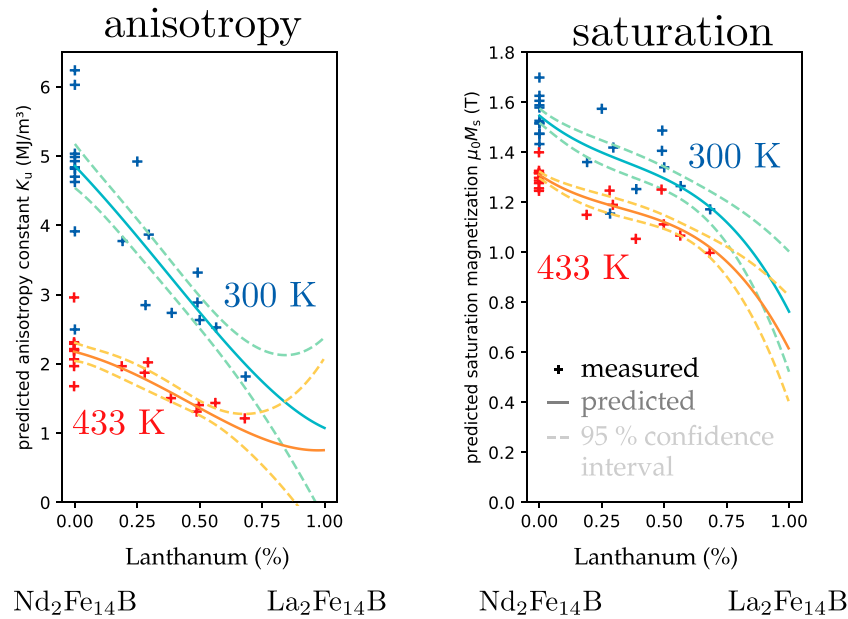 anisotropy
predicted anisotropy constant Kᵤ (MJ/m³)
6
5
4
3
2
1
0
300 K
433 K
0.00 0.25 0.50 0.75 1.00
Lanthanum (%)
Nd₂Fe₁₄B La₂Fe₁₄B
saturation
predicted saturation magnetization μ₀Mₛ (T)
1.8
1.6
1.4
1.2
1.0
0.8
0.6
0.4
0.2
0.0
300 K
433 K
measured
predicted
95 % confidence
interval
0.00 0.25 0.50 0.75 1.00
Lanthanum (%)
Nd₂Fe₁₄B La₂Fe₁₄B